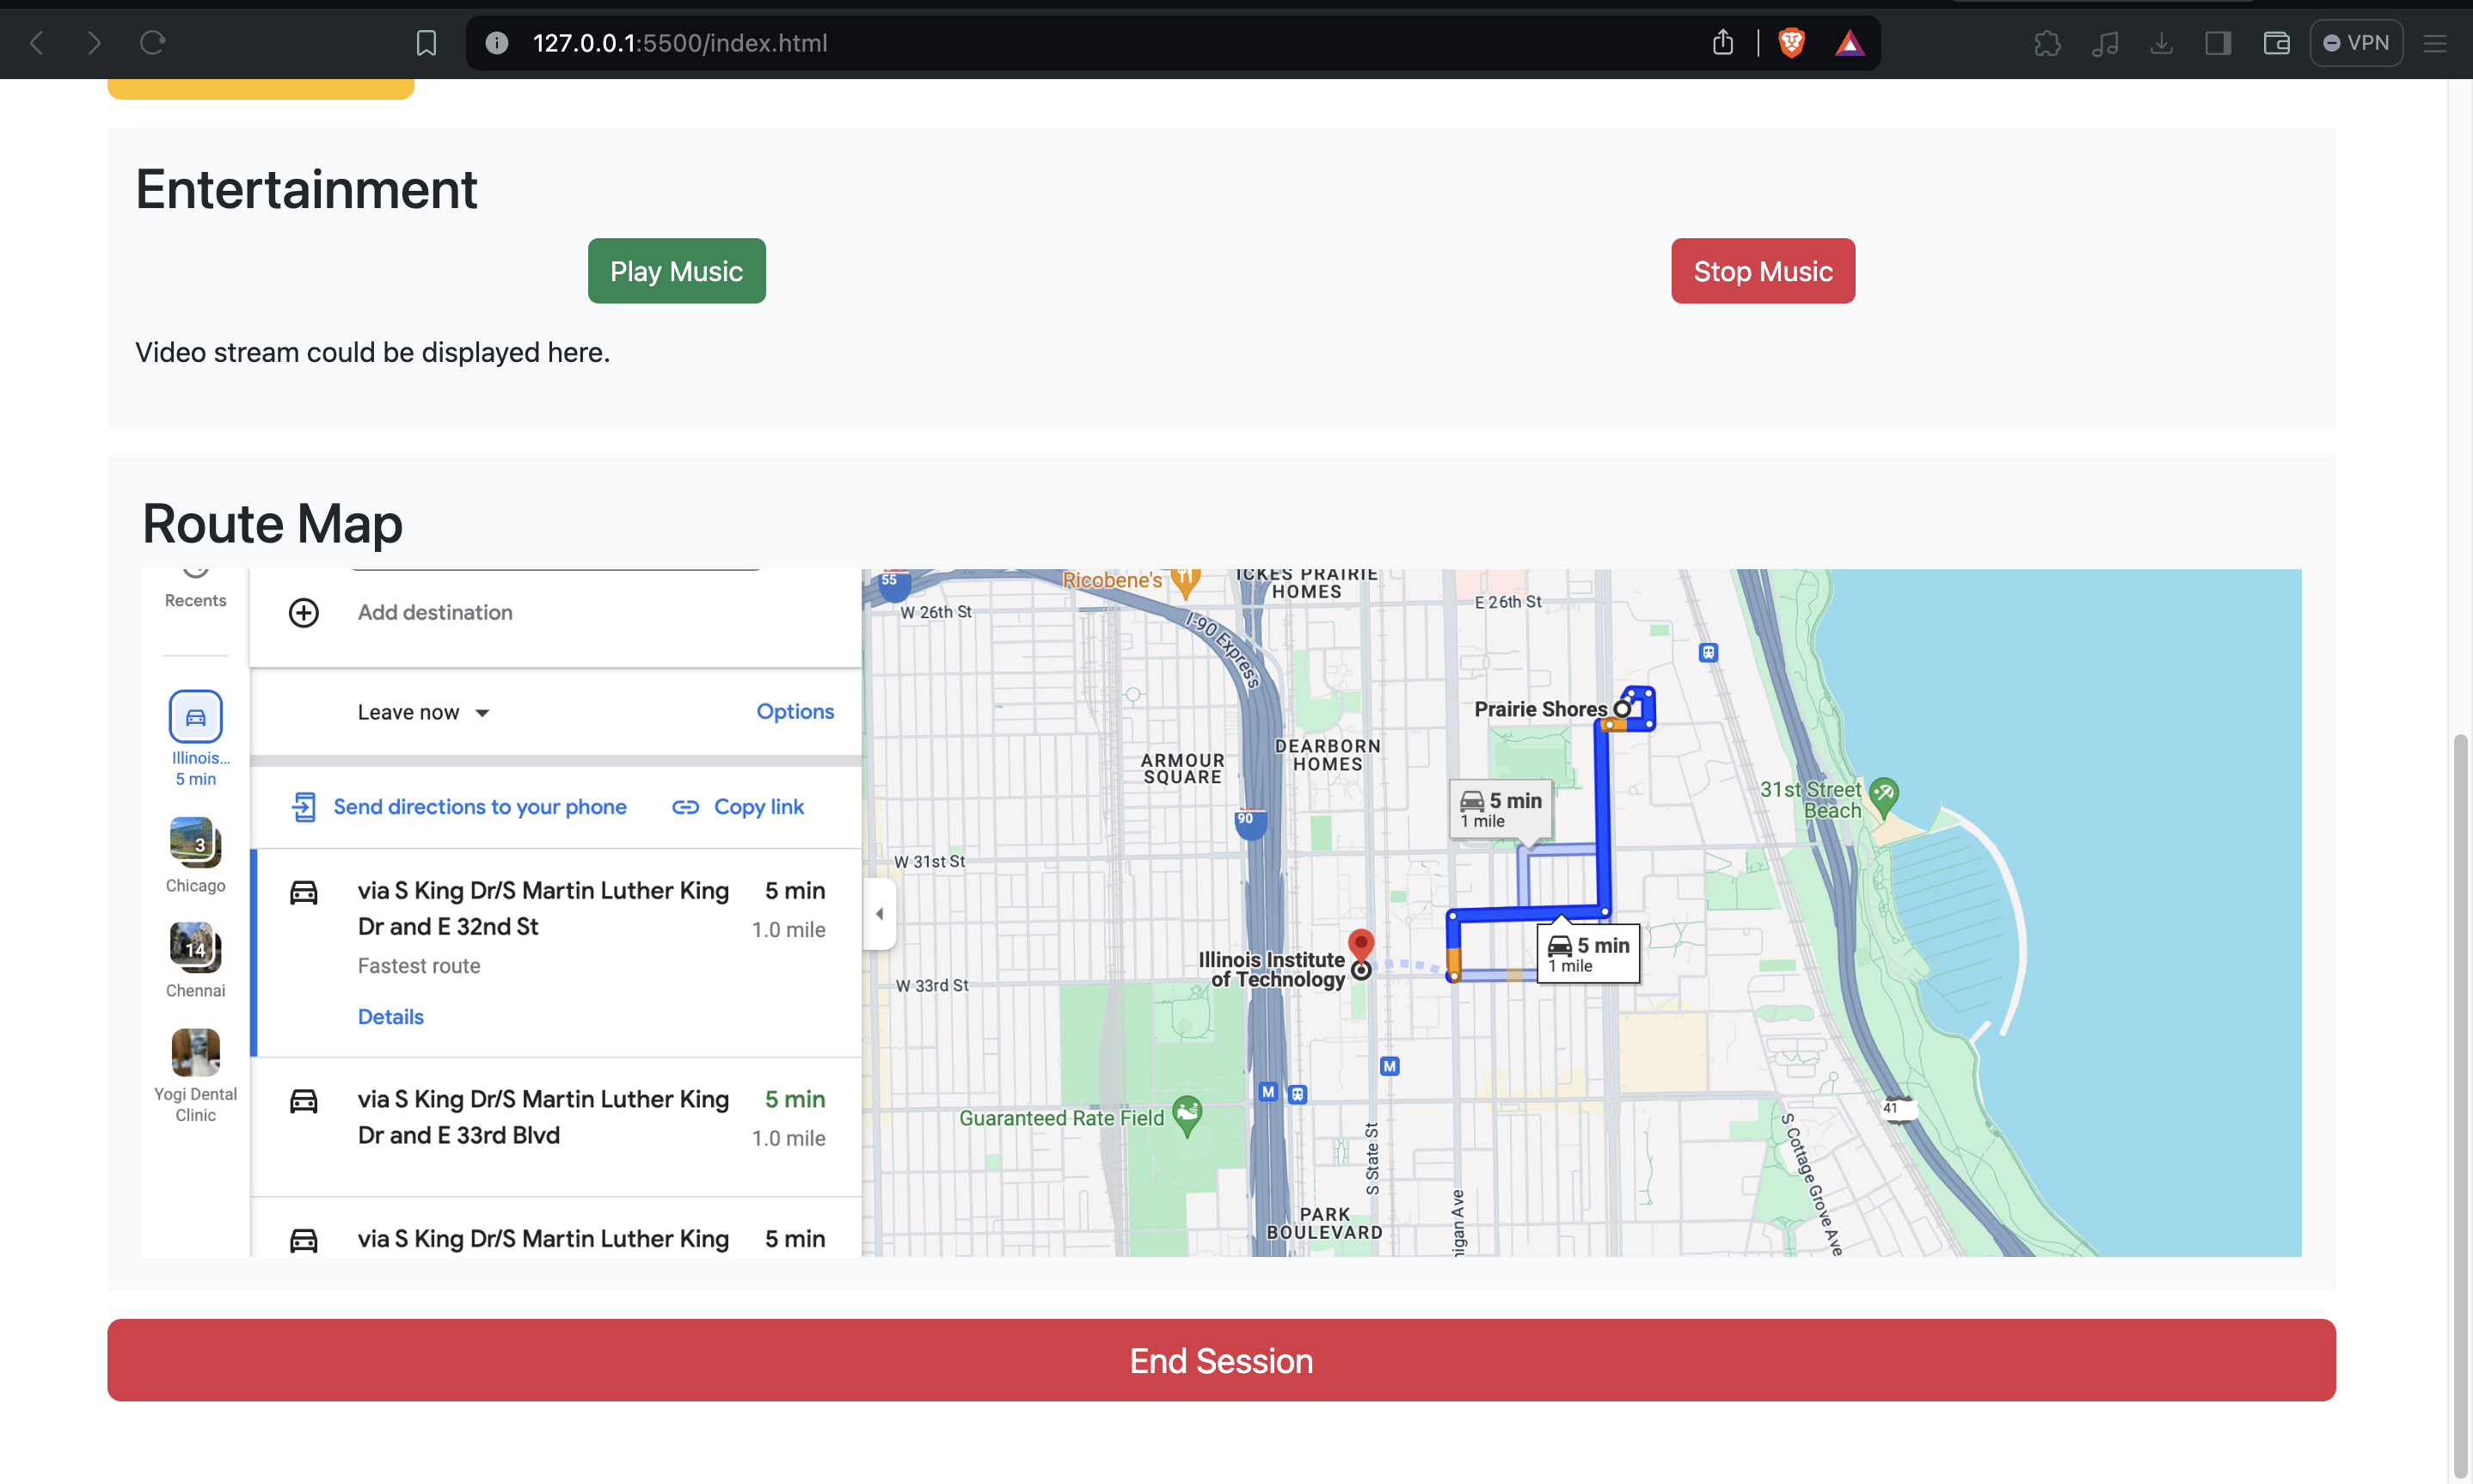 127.0.0.1:5500/index.html
VPN
Entertainment
Play Music
Stop Music
Video stream could be displayed here.
Route Map
Recents
Add destination
Leave now
Options
Illinois...
5 min
Send directions to your phone
Copy link
3
Chicago
14
Chennai
Yogi Dental
Clinic
via S King Dr/S Martin Luther King
Dr and E 32nd St
5 min
1.0 mile
Fastest route
Details
via S King Dr/S Martin Luther King
Dr and E 33rd Blvd
5 min
1.0 mile
via S King Dr/S Martin Luther King
5 min
55
Ricobene's
ICKES PRAIRIE
HOMES
W 26th St
E 26th St
I-90 Express
Prairie Shores
DEARBORN
HOMES
ARMOUR
SQUARE
5 min
1 mile
31st Street
Beach
90
W 31st St
5 min
1 mile
Illinois Institute
of Technology
W 33rd St
M
M
Guaranteed Rate Field
41
S State St
S Cottage Grove Ave
higan Ave
PARK
BOULEVARD
End Session